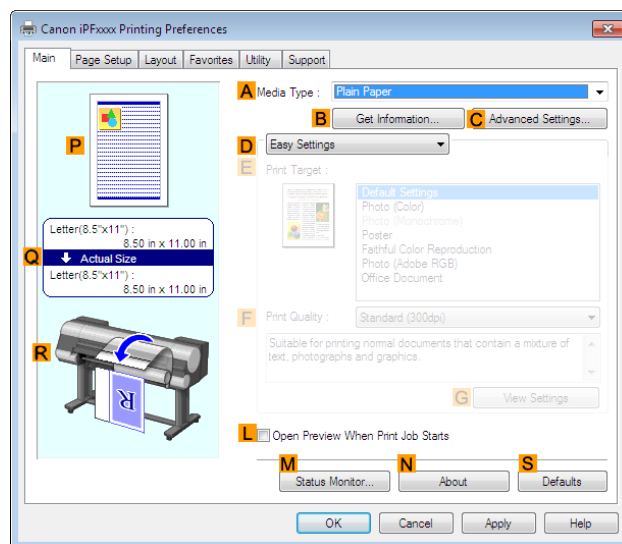 Canon iPFxxxx Printing Preferences
Main Page Setup Layout Favorites Utility Support
A Media Type : Plain Paper
B Get Information... C Advanced Settings...
D Easy Settings
E Print Target :
Default Settings
Photo (Color)
Photo (Monochrome)
Poster
Faithful Color Reproduction
Photo (Adobe RGB)
Office Document
F Print Quality : Standard (300dpi)
Suitable for printing normal documents that contain a mixture of
text, photographs and graphics.
G View Settings
P
Letter(8.5"x11") :
8.50 in x 11.00 in
Q Actual Size
Letter(8.5"x11") :
8.50 in x 11.00 in
R
R
L Open Preview When Print Job Starts
M Status Monitor... N About S Defaults
OK Cancel Apply Help